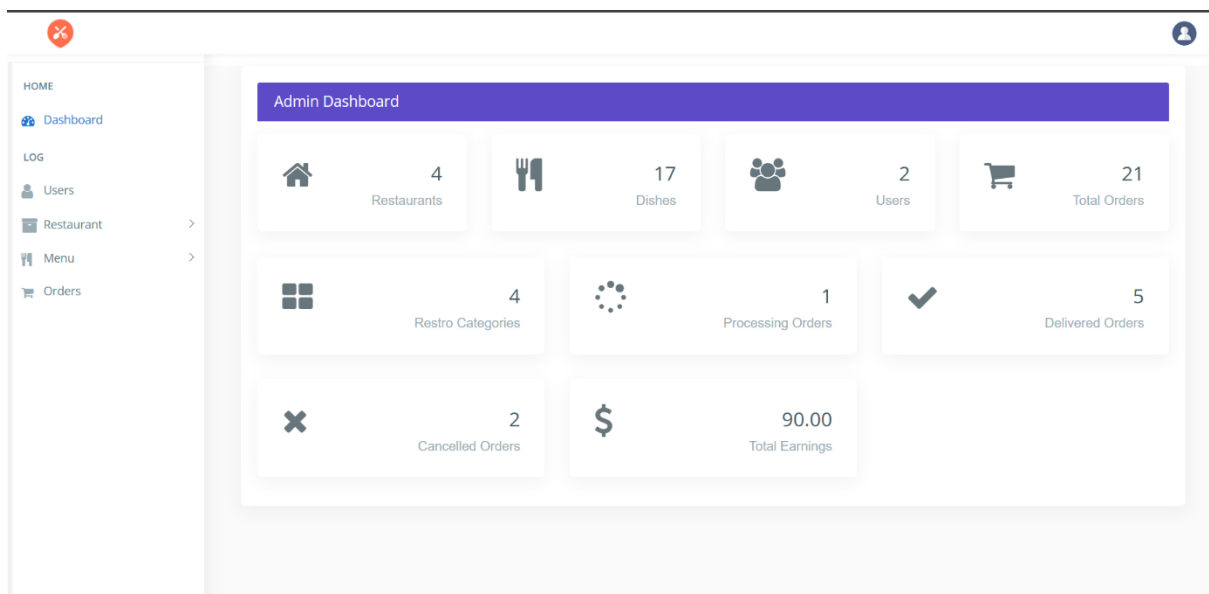 HOME
Dashboard
LOG
Users
Restaurant
Menu
Orders
Admin Dashboard
4
Restaurants
17
Dishes
2
Users
21
Total Orders
4
Restro Categories
1
Processing Orders
5
Delivered Orders
2
Cancelled Orders
90.00
Total Earnings